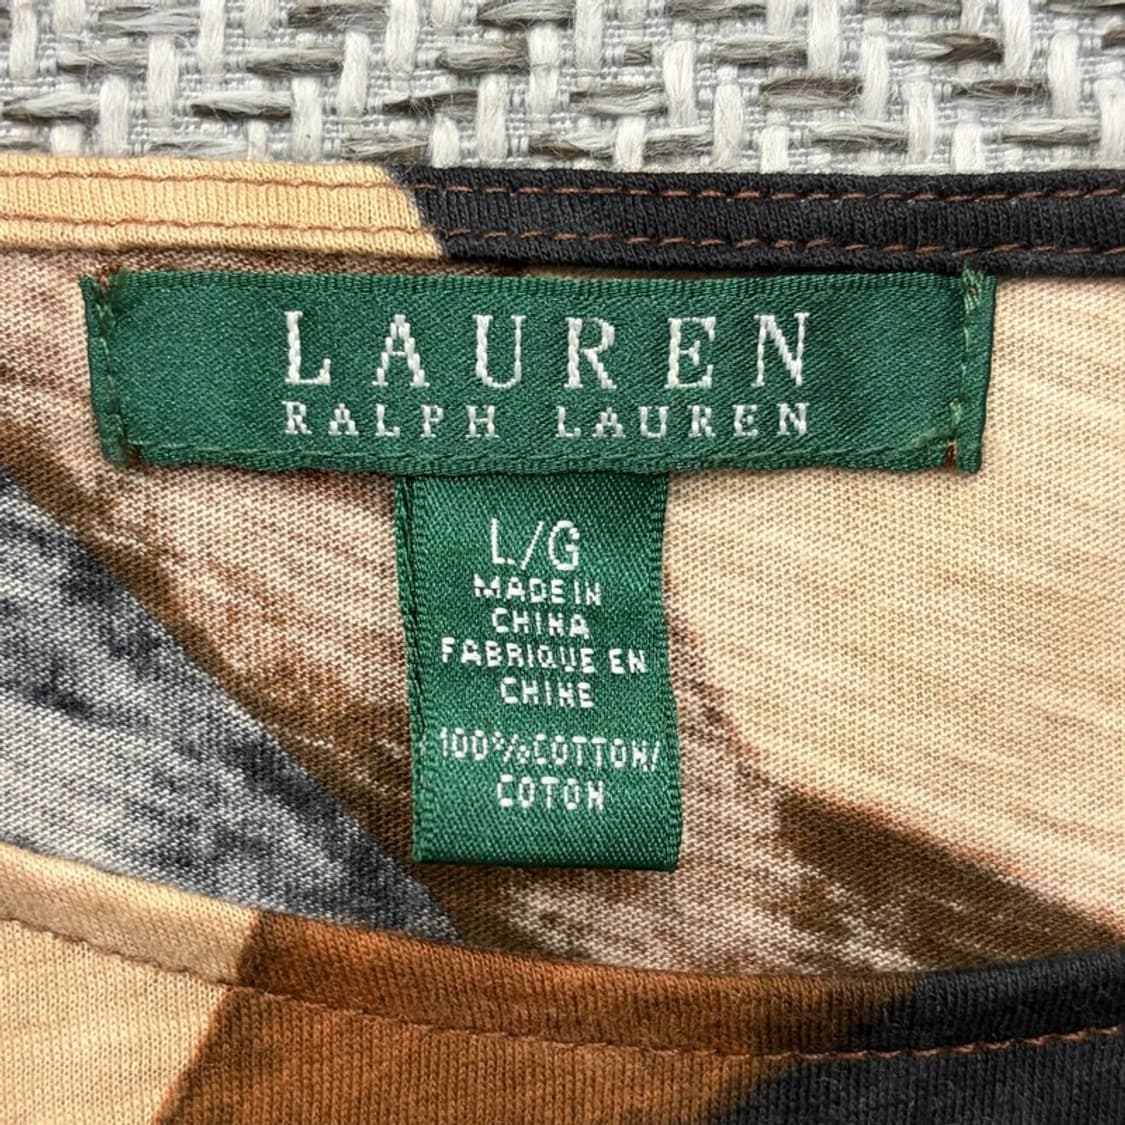 LAUREN
RALPH LAUREN
L/G
MADE IN
CHINA
FABRIQUE EN
CHINE
100%COTTON/
COTON